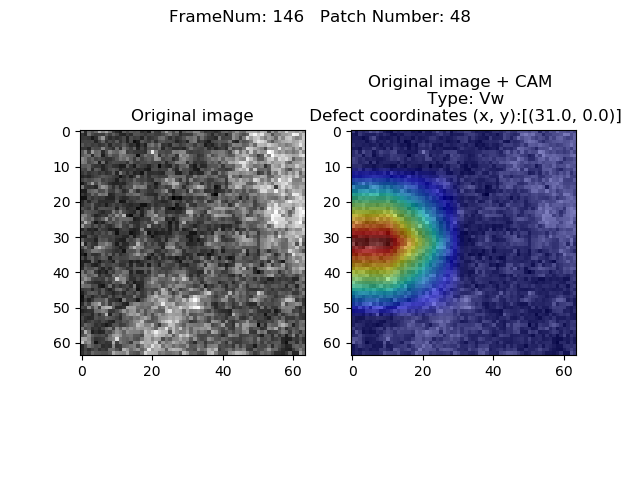 FrameNum: 146   Patch Number: 48
Original image + CAM
Type: Vw
Original image
Defect coordinates (x, y):[(31.0, 0.0)]
0
10
20
30
40
50
60
0 20 40 60
0
10
20
30
40
50
60
0 20 40 60